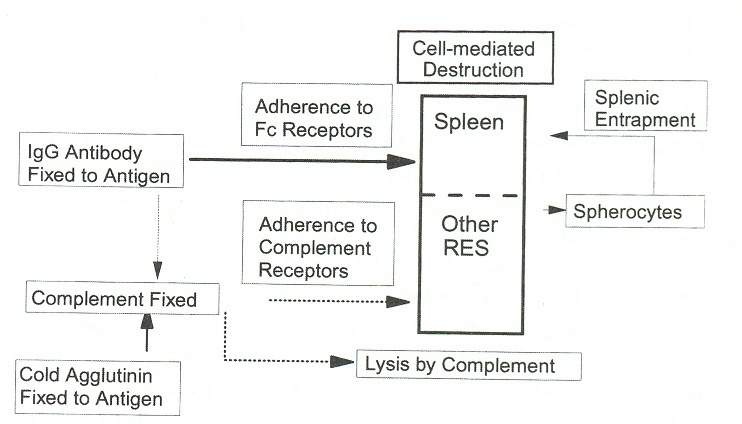 Cell-mediated
Destruction
Adherence to
Fc Receptors
Spleen
Splenic
Entrapment
IgG Antibody
Fixed to Antigen
Adherence to
Complement
Receptors
Other
RES
Spherocytes
Complement Fixed
Lysis by Complement
Cold Agglutinin
Fixed to Antigen